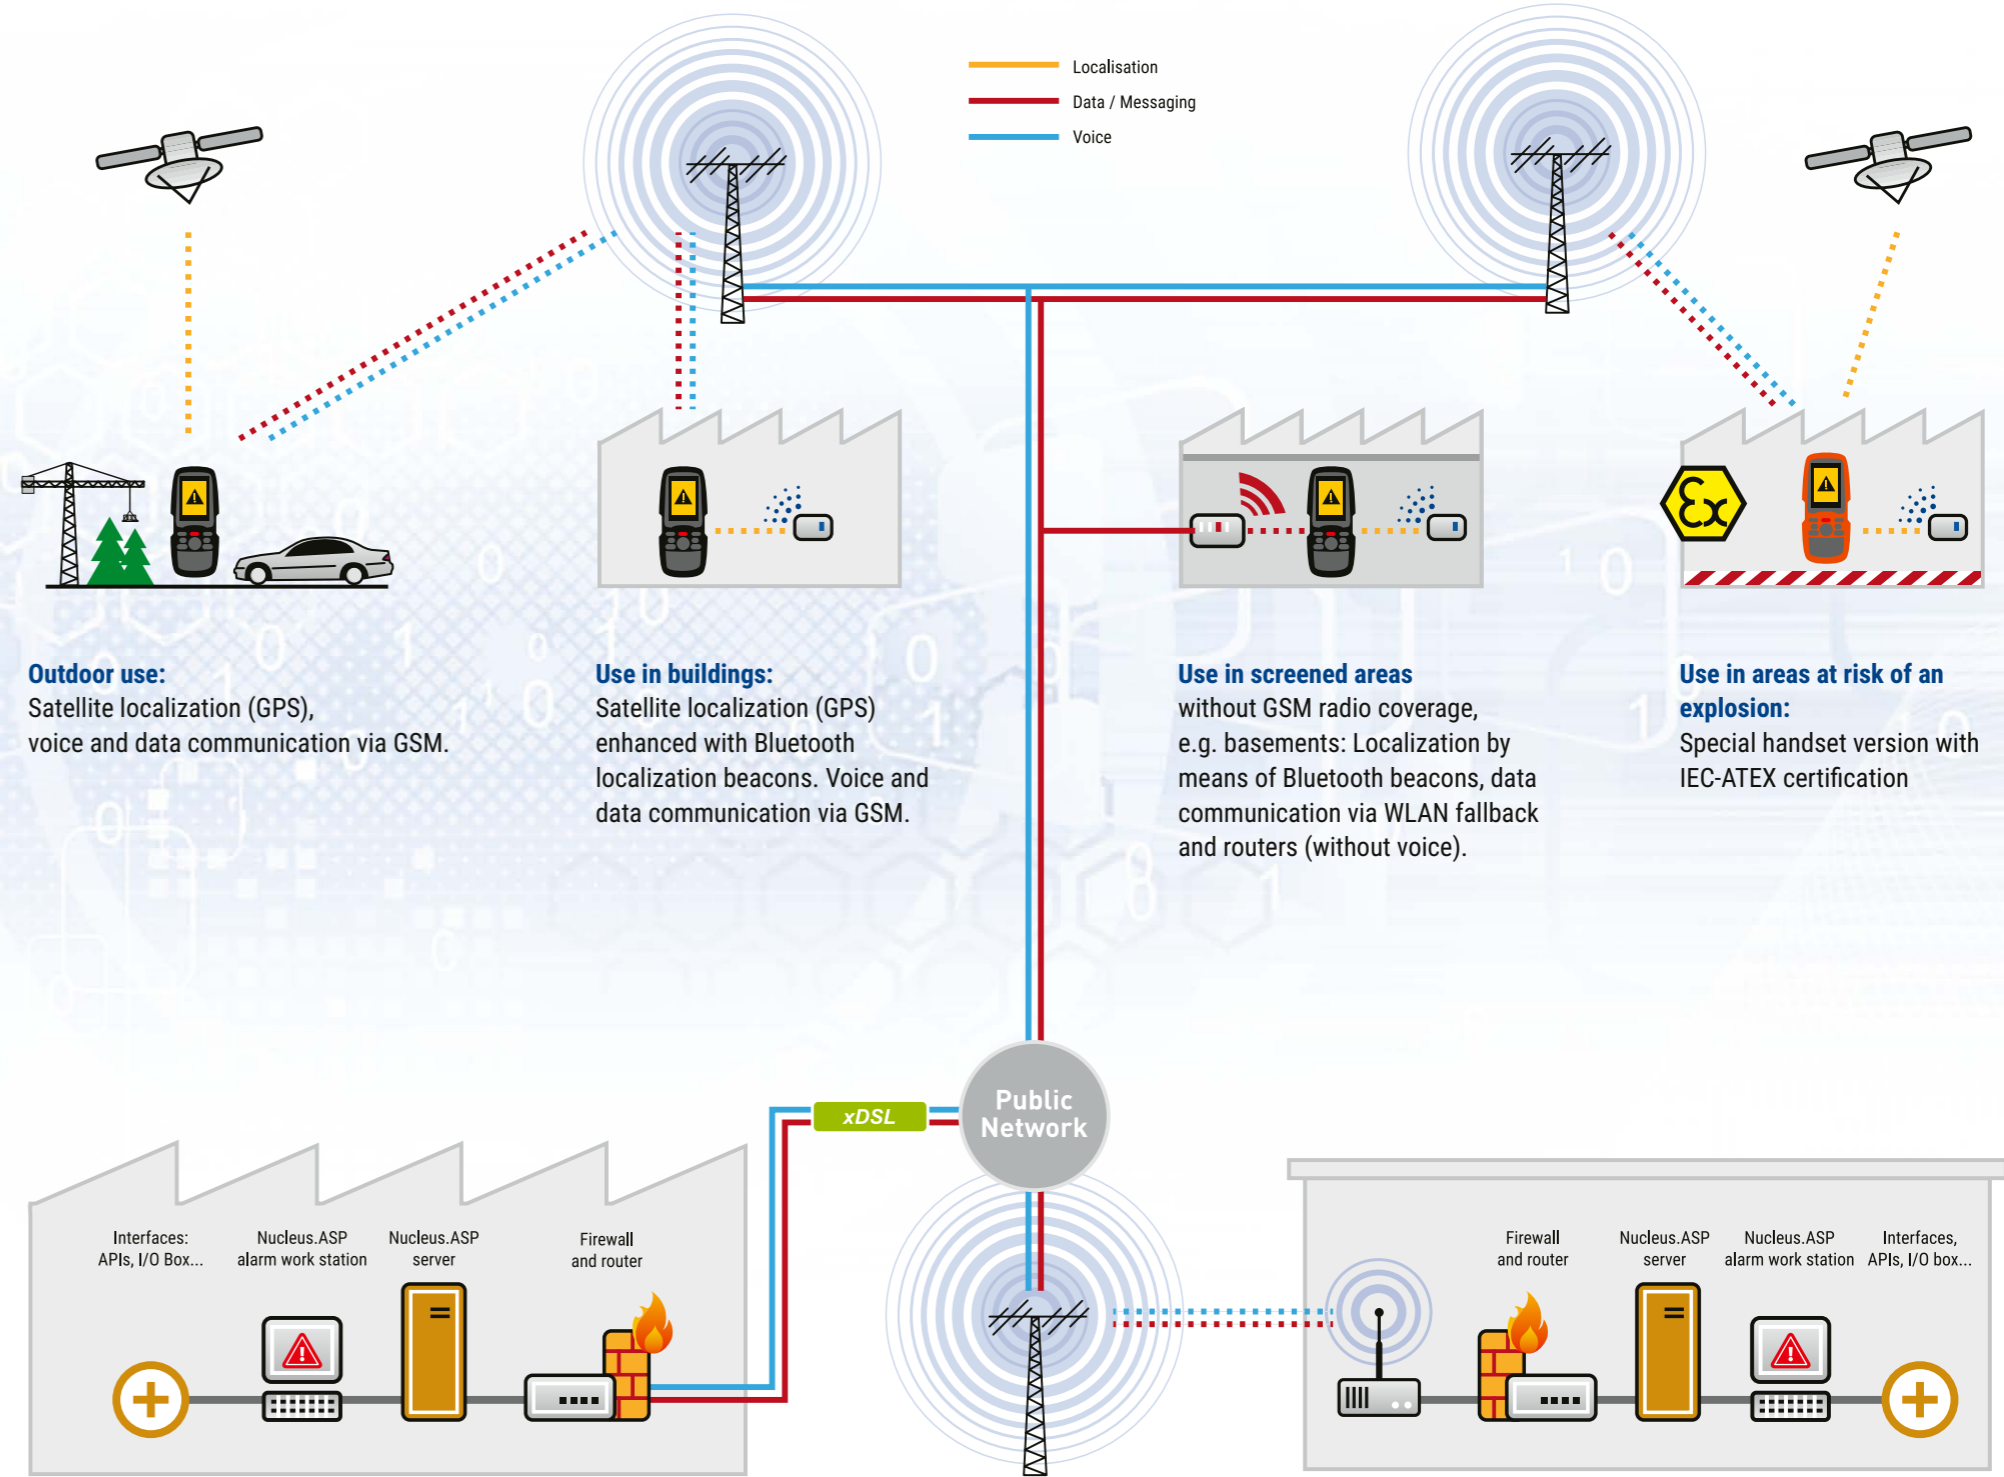 Localisation
Data / Messaging
Voice
Ex
Outdoor use:
Satellite localization (GPS),
voice and data communication via GSM.
Use in buildings:
Satellite localization (GPS)
enhanced with Bluetooth
localization beacons. Voice and
data communication via GSM.
Use in screened areas
without GSM radio coverage,
e.g. basements: Localization by
means of Bluetooth beacons, data
communication via WLAN fallback
and routers (without voice).
Use in areas at risk of an
explosion:
Special handset version with
IEC-ATEX certification
Public
Network
xDSL
Interfaces:
APIs, I/O Box...
Nucleus.ASP
alarm work station
Nucleus.ASP
server
Firewall
and router
Firewall
and router
Nucleus.ASP
server
Nucleus.ASP
alarm work station
Interfaces,
APIs, I/O box...